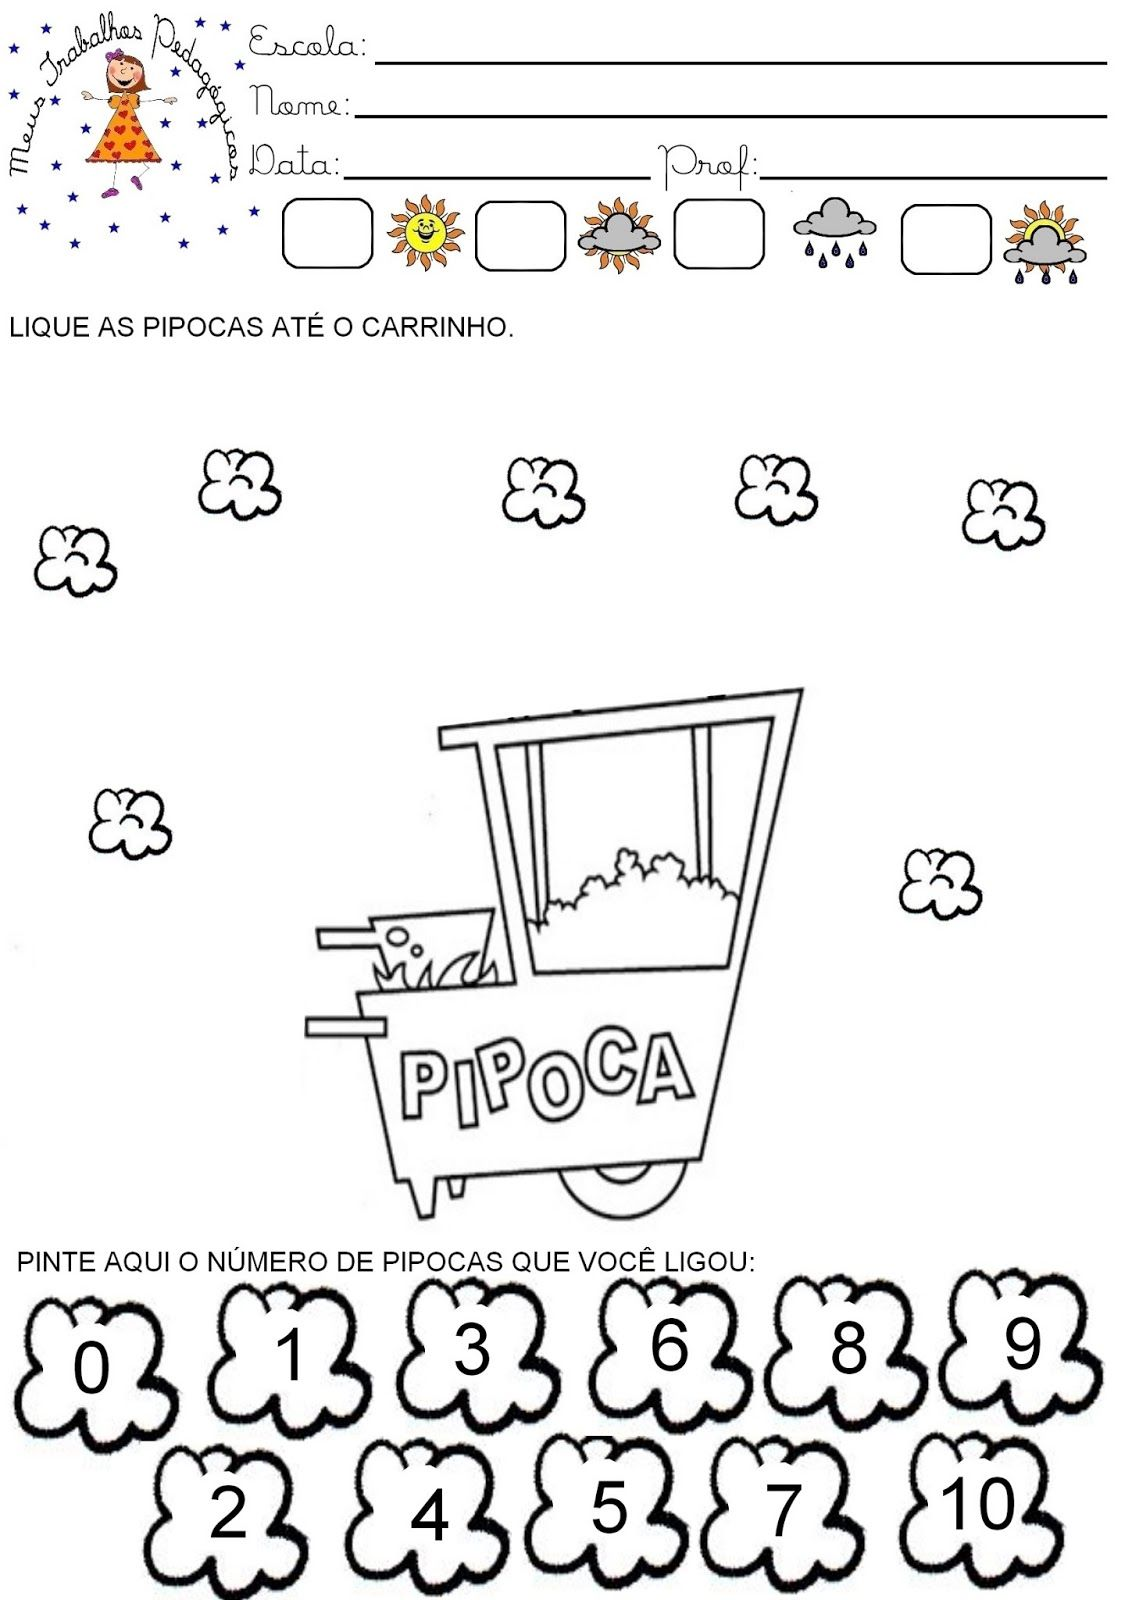 Meus Trabalhos Pedagógicos
Escola:
Nome:
Data: Prof:
LIQUE AS PIPOCAS ATÉ O CARRINHO.
PIPOCA
PINTE AQUI O NÚMERO DE PIPOCAS QUE VOCÊ LIGOU:
0 1 3 6 8 9
2 4 5 7 10